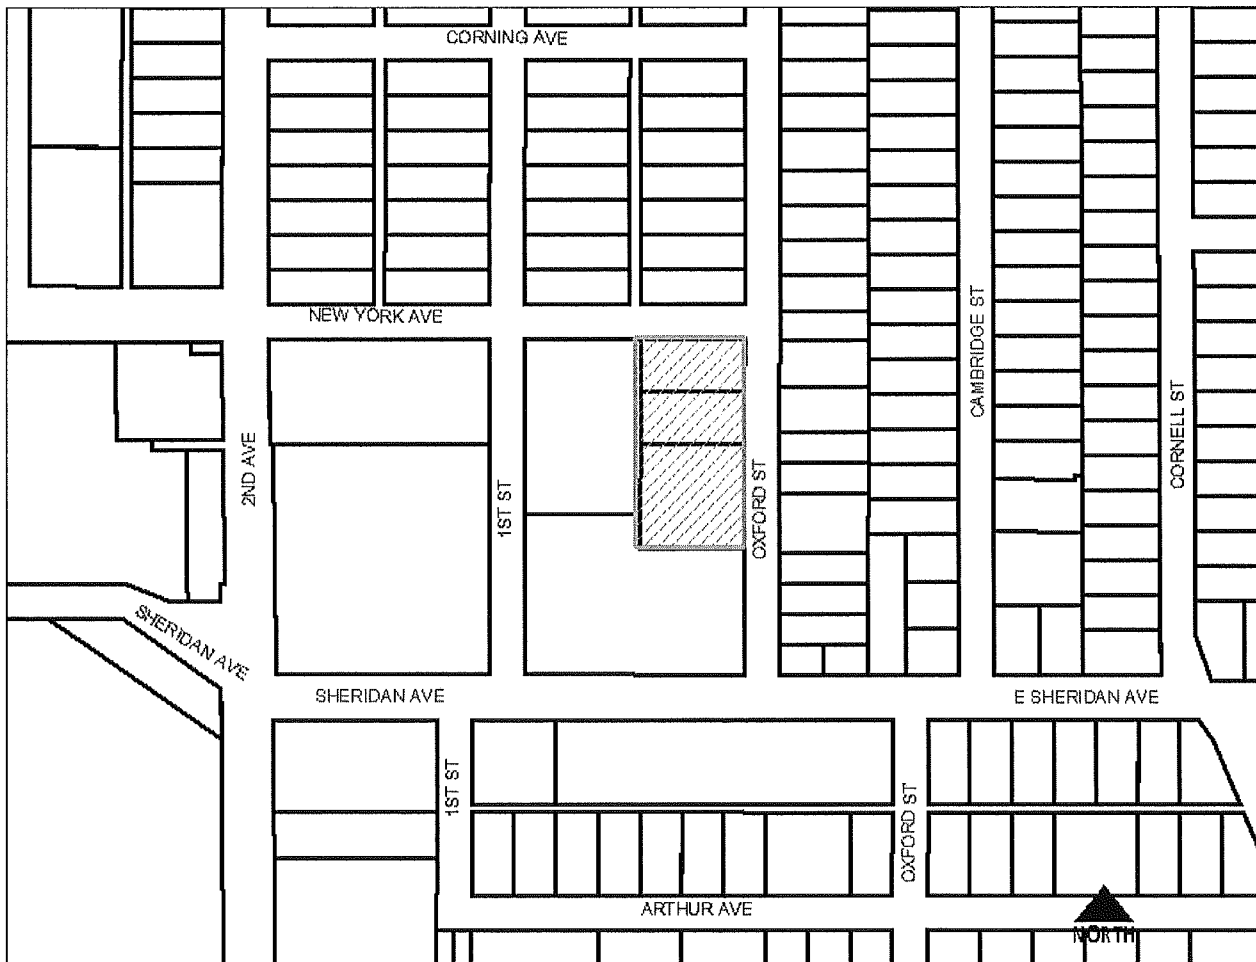 CORNING AVE
NEW YORK AVE
CAMBRIDGE ST
CORNELL ST
2ND AVE
1ST ST
OXFORD ST
SHERIDAN AVE
SHERIDAN AVE
E SHERIDAN AVE
1ST ST
OXFORD ST
ARTHUR AVE
NORTH